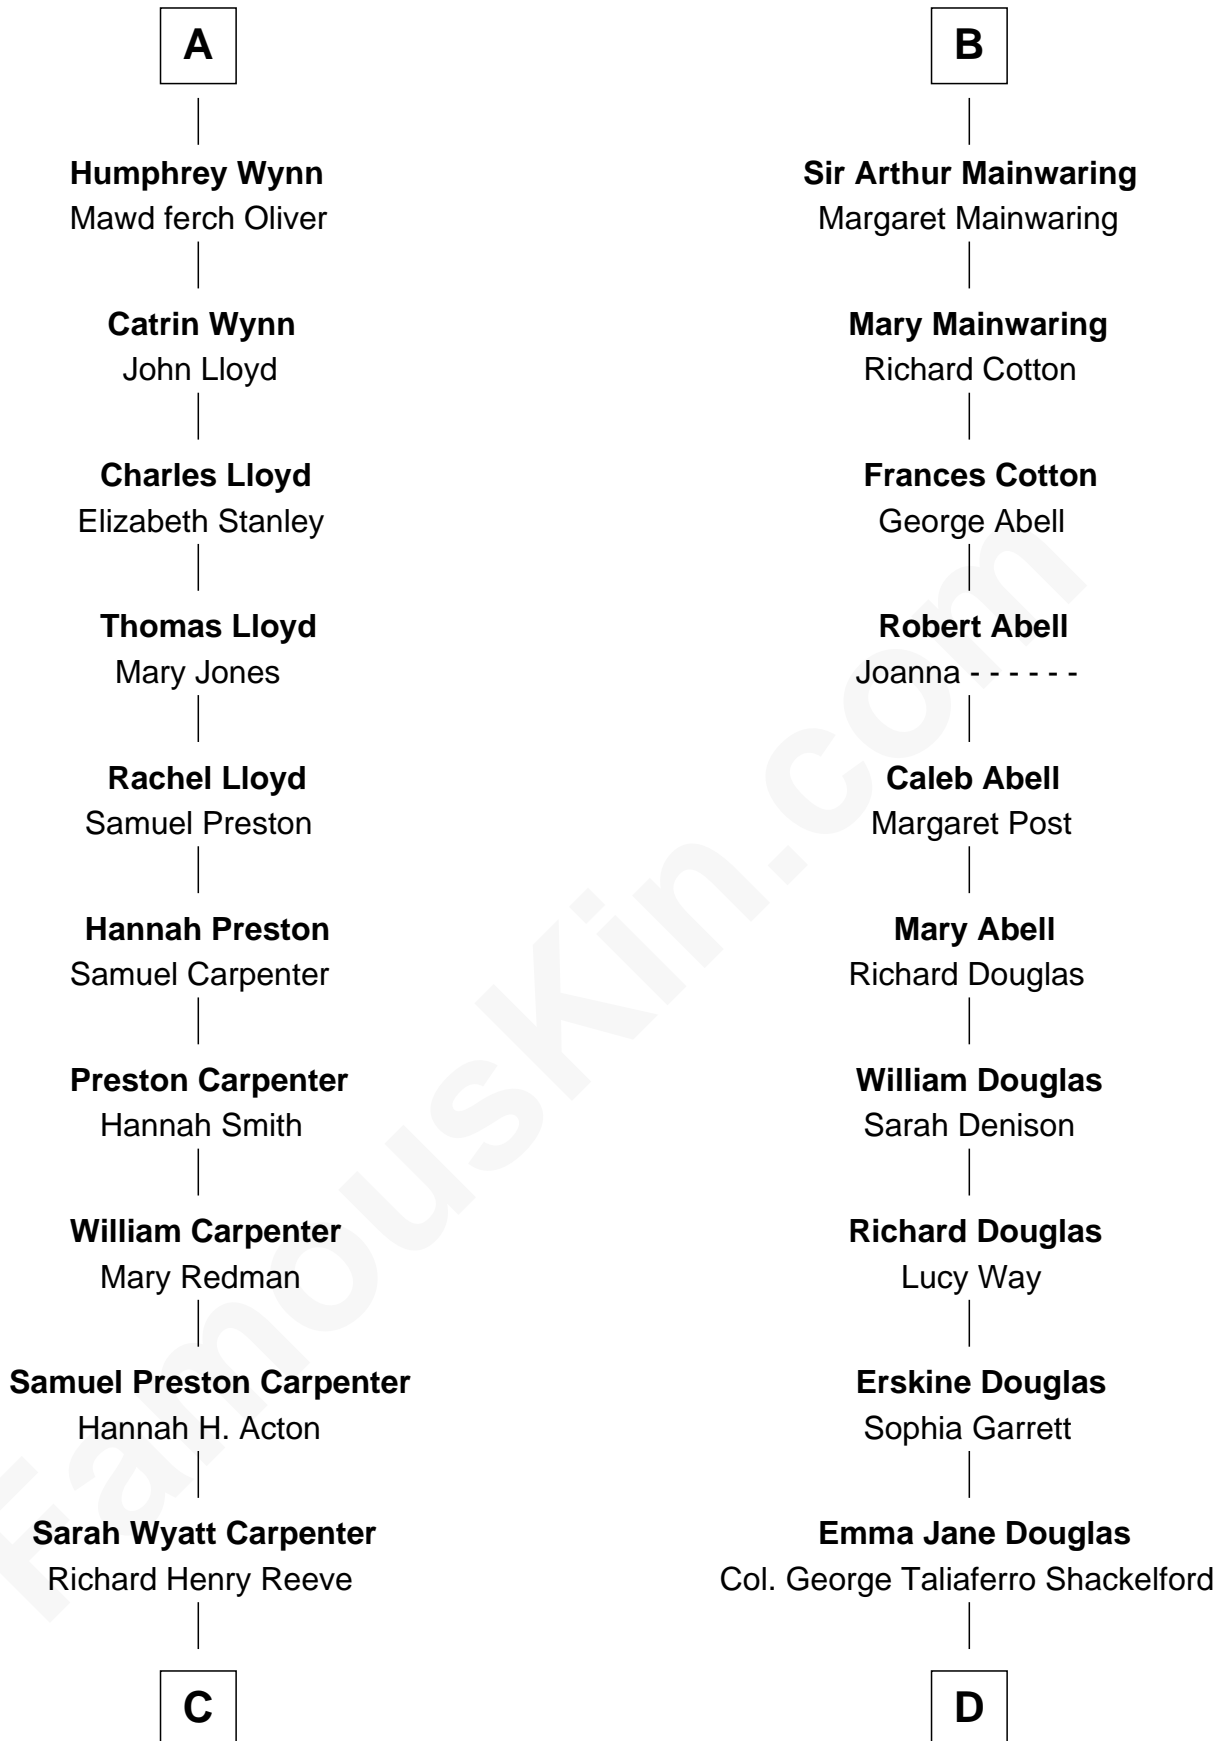 A
Humphrey Wynn
Mawd ferch Oliver
Catrin Wynn
John Lloyd
Charles Lloyd
Elizabeth Stanley
Thomas Lloyd
Mary Jones
Rachel Lloyd
Samuel Preston
Hannah Preston
Samuel Carpenter
Preston Carpenter
Hannah Smith
William Carpenter
Mary Redman
Samuel Preston Carpenter
Hannah H. Acton
Sarah Wyatt Carpenter
Richard Henry Reeve
C
B
Sir Arthur Mainwaring
Margaret Mainwaring
Mary Mainwaring
Richard Cotton
Frances Cotton
George Abell
Robert Abell
Joanna - - - - - -
Caleb Abell
Margaret Post
Mary Abell
Richard Douglas
William Douglas
Sarah Denison
Richard Douglas
Lucy Way
Erskine Douglas
Sophia Garrett
Emma Jane Douglas
Col. George Taliaferro Shackelford
D
FamousKin.com